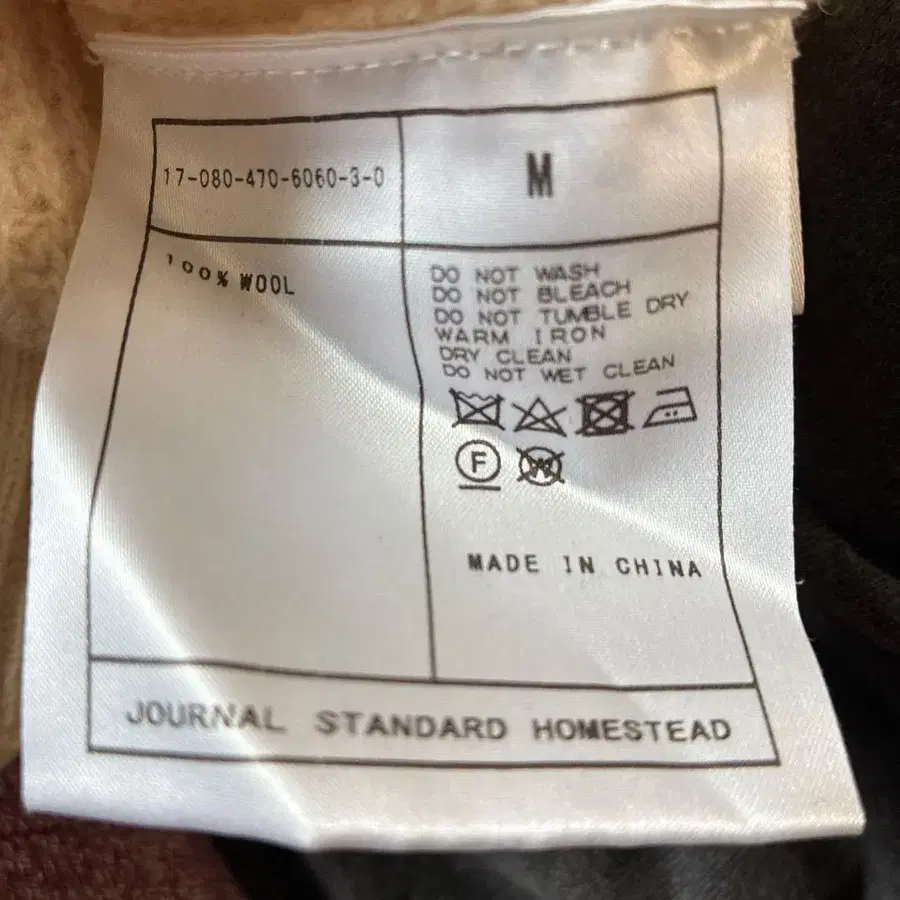 17-080-470-6060-3-0
M
100% WOOL
DO NOT WASH
DO NOT BLEACH
DO NOT TUMBLE DRY
WARM IRON
DRY CLEAN
DO NOT WET CLEAN
F
W
MADE IN CHINA
JOURNAL STANDARD HOMESTEAD